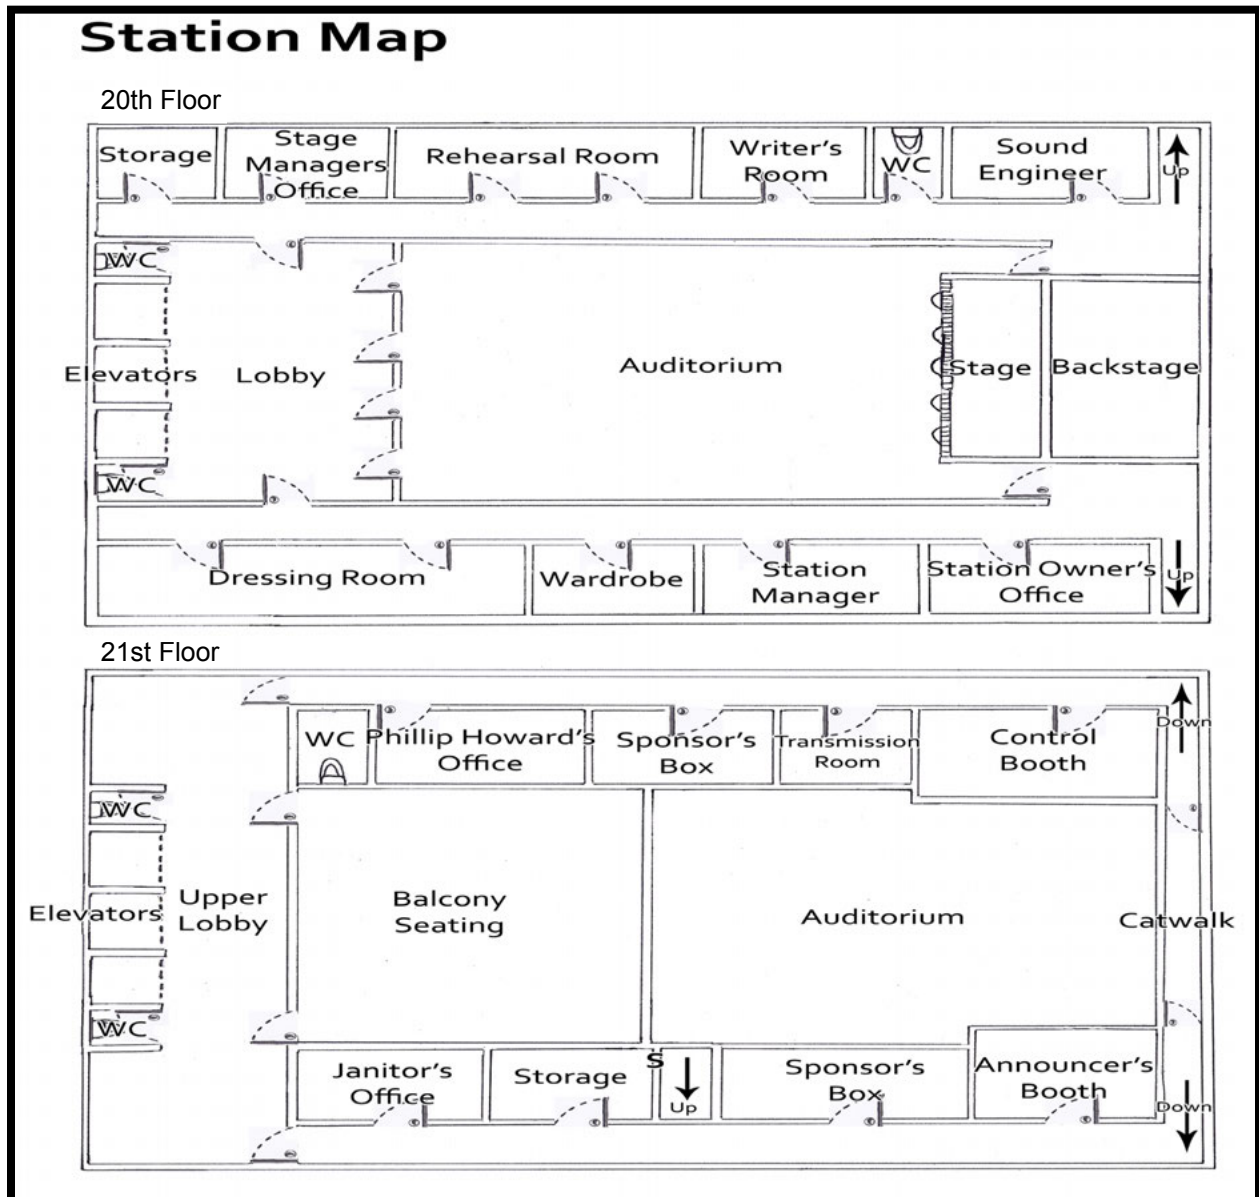 Station Map
20th Floor
Storage
Stage
Managers
Office
Rehearsal Room
Writer's
Room
WC
Sound
Engineer
Up
WC
Elevators
Lobby
Auditorium
Stage
Backstage
WC
Dressing Room
Wardrobe
Station
Manager
Station Owner's
Office
Up
21st Floor
WC
Phillip Howard's
Office
Sponsor's
Box
Transmission
Room
Control
Booth
Down
WC
Elevators
Upper
Lobby
Balcony
Seating
Auditorium
Catwalk
WC
Janitor's
Office
Storage
S
Up
Sponsor's
Box
Announcer's
Booth
Down